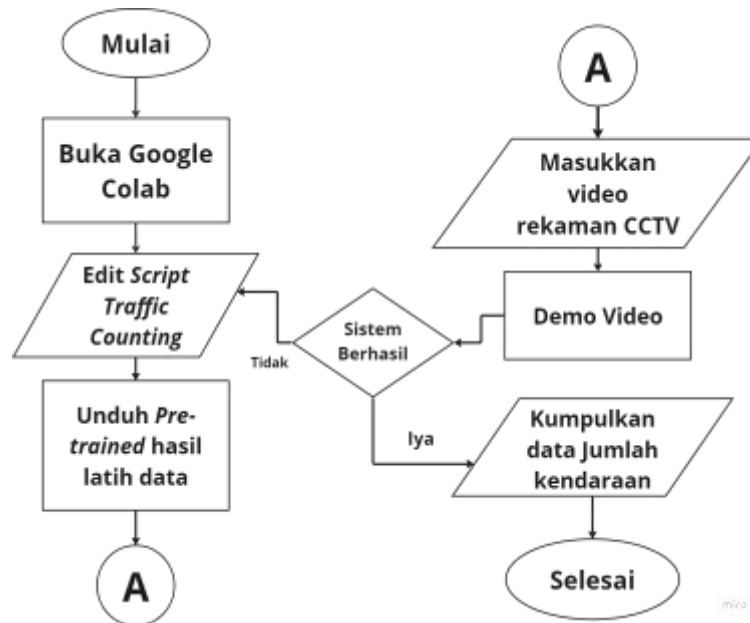 Mulai
Buka Google
Colab
Edit Script
Traffic
Counting
Unduh Pre-
trained hasil
latih data
A
A
Masukkan
video
rekaman CCTV
Demo Video
Sistem
Berhasil
Tidak
Iya
Kumpulkan
data Jumlah
kendaraan
Selesai
miro